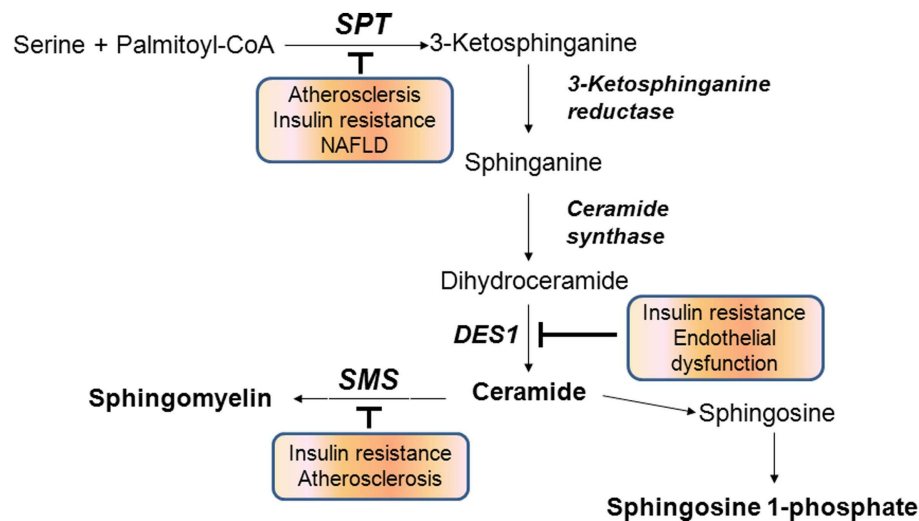 SPT
Serine + Palmitoyl-CoA
3-Ketosphinganine
Atherosclersis
Insulin resistance
NAFLD
3-Ketosphinganine
reductase
Sphinganine
Ceramide
synthase
Dihydroceramide
DES1
Insulin resistance
Endothelial
dysfunction
SMS
Sphingomyelin
Ceramide
Sphingosine
Insulin resistance
Atherosclerosis
Sphingosine 1-phosphate